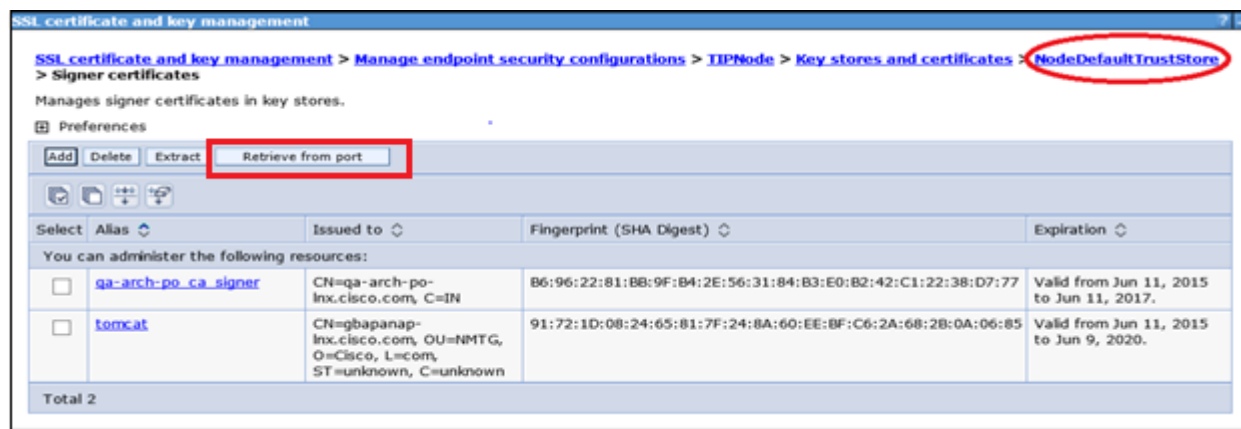 SSL certificate and key management
?
SSL certificate and key management > Manage endpoint security configurations > TIPNode > Key stores and certificates > NodeDefaultTrustStore
> Signer certificates
Manages signer certificates in key stores.
Preferences
Add Delete Extract Retrieve from port
Select Alias Issued to Fingerprint (SHA Digest) Expiration
You can administer the following resources:
qa-arch-po_ca_signer CN=qa-arch-po- B6:96:22:81:BB:9F:B4:2E:56:31:84:B3:E0:B2:42:C1:22:38:D7:77 Valid from Jun 11, 2015
lnx.cisco.com, C=IN to Jun 11, 2017.
tomcat CN=gbapanap- 91:72:1D:08:24:65:81:7F:24:8A:60:EE:BF:C6:2A:68:2B:0A:06:85 Valid from Jun 11, 2015
lnx.cisco.com, OU=NMTG, to Jun 9, 2020.
O=Cisco, L=com,
ST=unknown, C=unknown
Total 2